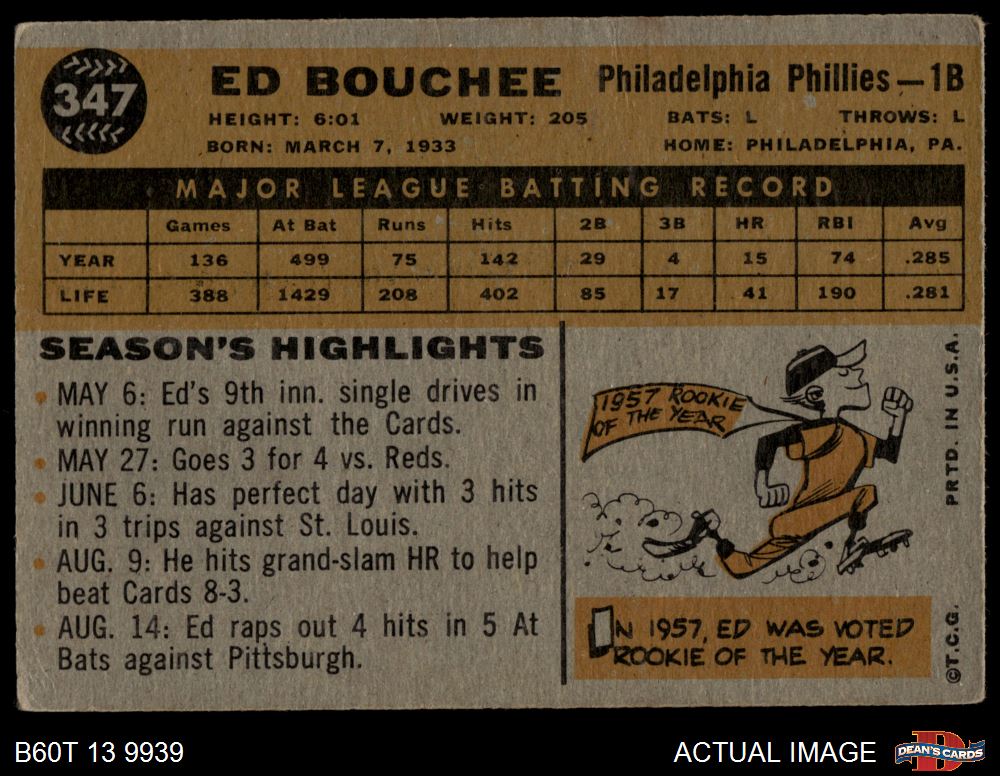 347
ED BOUCHEE Philadelphia Phillies—1B
HEIGHT: 6:01 WEIGHT: 205 BATS: L THROWS: L
BORN: MARCH 7, 1933 HOME: PHILADELPHIA, PA.
MAJOR LEAGUE BATTING RECORD
Games At Bat Runs Hits 2B 3B HR RBI Avg
YEAR 136 499 75 142 29 4 15 74 .285
LIFE 388 1429 208 402 85 17 41 190 .281
SEASON'S HIGHLIGHTS
• MAY 6: Ed's 9th inn. single drives in
winning run against the Cards.
• MAY 27: Goes 3 for 4 vs. Reds.
• JUNE 6: Has perfect day with 3 hits
in 3 trips against St. Louis.
• AUG. 9: He hits grand-slam HR to help
beat Cards 8-3.
• AUG. 14: Ed raps out 4 hits in 5 At
Bats against Pittsburgh.
1957 ROOKIE
OF THE YEAR
IN 1957, ED WAS VOTED
ROOKIE OF THE YEAR.
©T.C.G. PRTD. IN U.S.A.
B60T 13 9939
ACTUAL IMAGE
DEAN'S CARDS